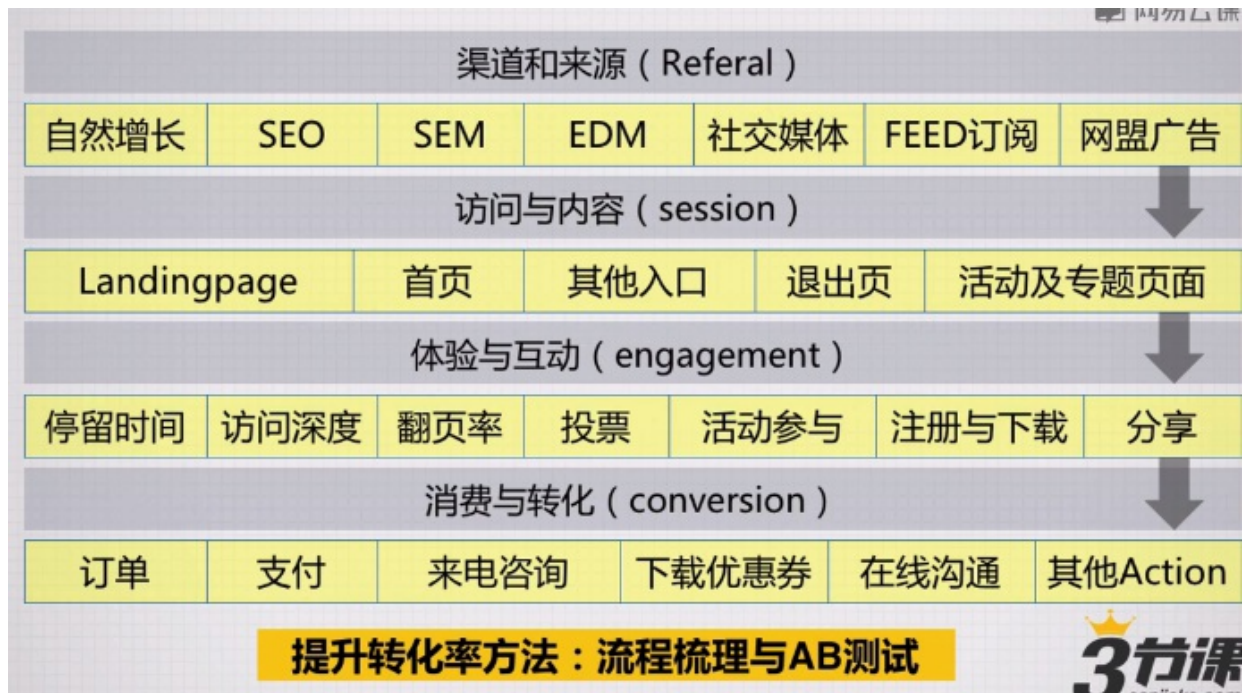 网易云课
渠道和来源（Referal）
自然增长 SEO SEM EDM 社交媒体 FEED订阅 网盟广告
访问与内容（session）
Landingpage 首页 其他入口 退出页 活动及专题页面
体验与互动（engagement）
停留时间 访问深度 翻页率 投票 活动参与 注册与下载 分享
消费与转化（conversion）
订单 支付 来电咨询 下载优惠券 在线沟通 其他Action
提升转化率方法：流程梳理与AB测试
3节课